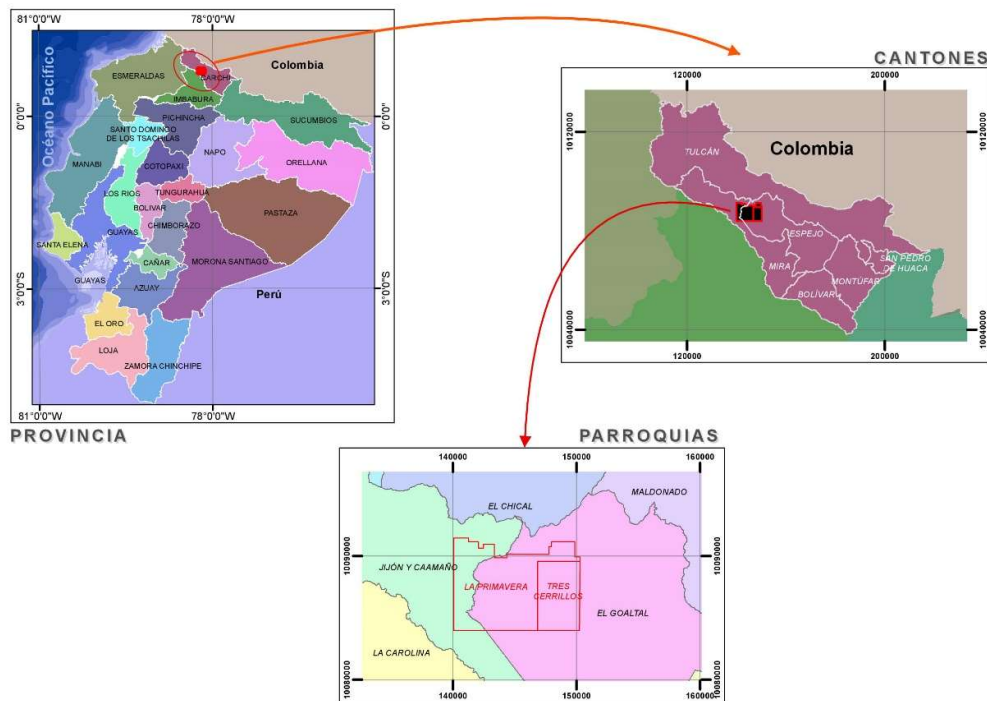 81°0'0"W
78°0'0"W
Océano Pacífico
ESMERALDAS
Colombia
CARCHI
IMBABURA
0°0'0"
0°0'0"
PICHINCHA
SUCUMBIOS
SANTO DOMINGO
DE LOS TSACHILAS
NAPO
MANABI
COTOPAXI
ORELLANA
LOS RIOS
TUNGURAHUA
BOLIVAR
PASTAZA
CHIMBORAZO
GUAYAS
SANTA ELENA
CAÑAR
MORONA SANTIAGO
GUAYAS
AZUAY
Perú
3°0'0"S
3°0'0"S
EL ORO
LOJA
ZAMORA CHINCHIPE
81°0'0"W
78°0'0"W
PROVINCIA
CANTONES
120000
200000
10120000
10120000
TULCÁN
Colombia
ESPEJO
MIRA
SAN PEDRO
DE HUACA
MONTÚFAR
BOLÍVAR
10040000
10040000
120000
200000
PARROQUIAS
140000
150000
160000
MALDONADO
EL CHICAL
10090000
10090000
JIJÓN Y CAAMAÑO
LA PRIMAVERA
TRES
CERRILLOS
EL GOALTAL
LA CAROLINA
10080000
10080000
140000
150000
160000